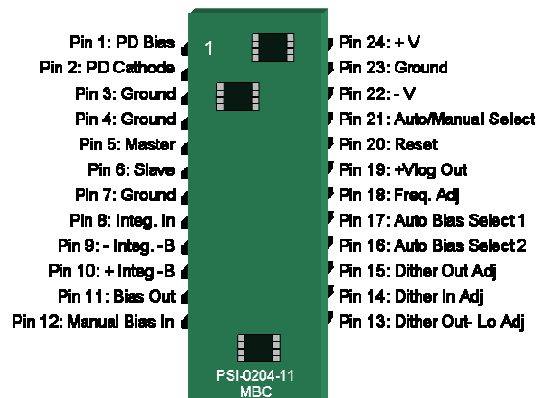 Pin 1: PD Bias
Pin 2: PD Cathode
Pin 3: Ground
Pin 4: Ground
Pin 5: Master
Pin 6: Slave
Pin 7: Ground
Pin 8: Integ. In
Pin 9: - Integ. -B
Pin 10: + Integ -B
Pin 11: Bias Out
Pin 12: Manual Bias In
1
PSI-0204-11
MBC
Pin 24: + V
Pin 23: Ground
Pin 22: - V
Pin 21: Auto/Manual Select
Pin 20: Reset
Pin 19: +Vlog Out
Pin 18: Freq. Adj
Pin 17: Auto Bias Select 1
Pin 16: Auto Bias Select 2
Pin 15: Dither Out Adj
Pin 14: Dither In Adj
Pin 13: Dither Out- Lo Adj